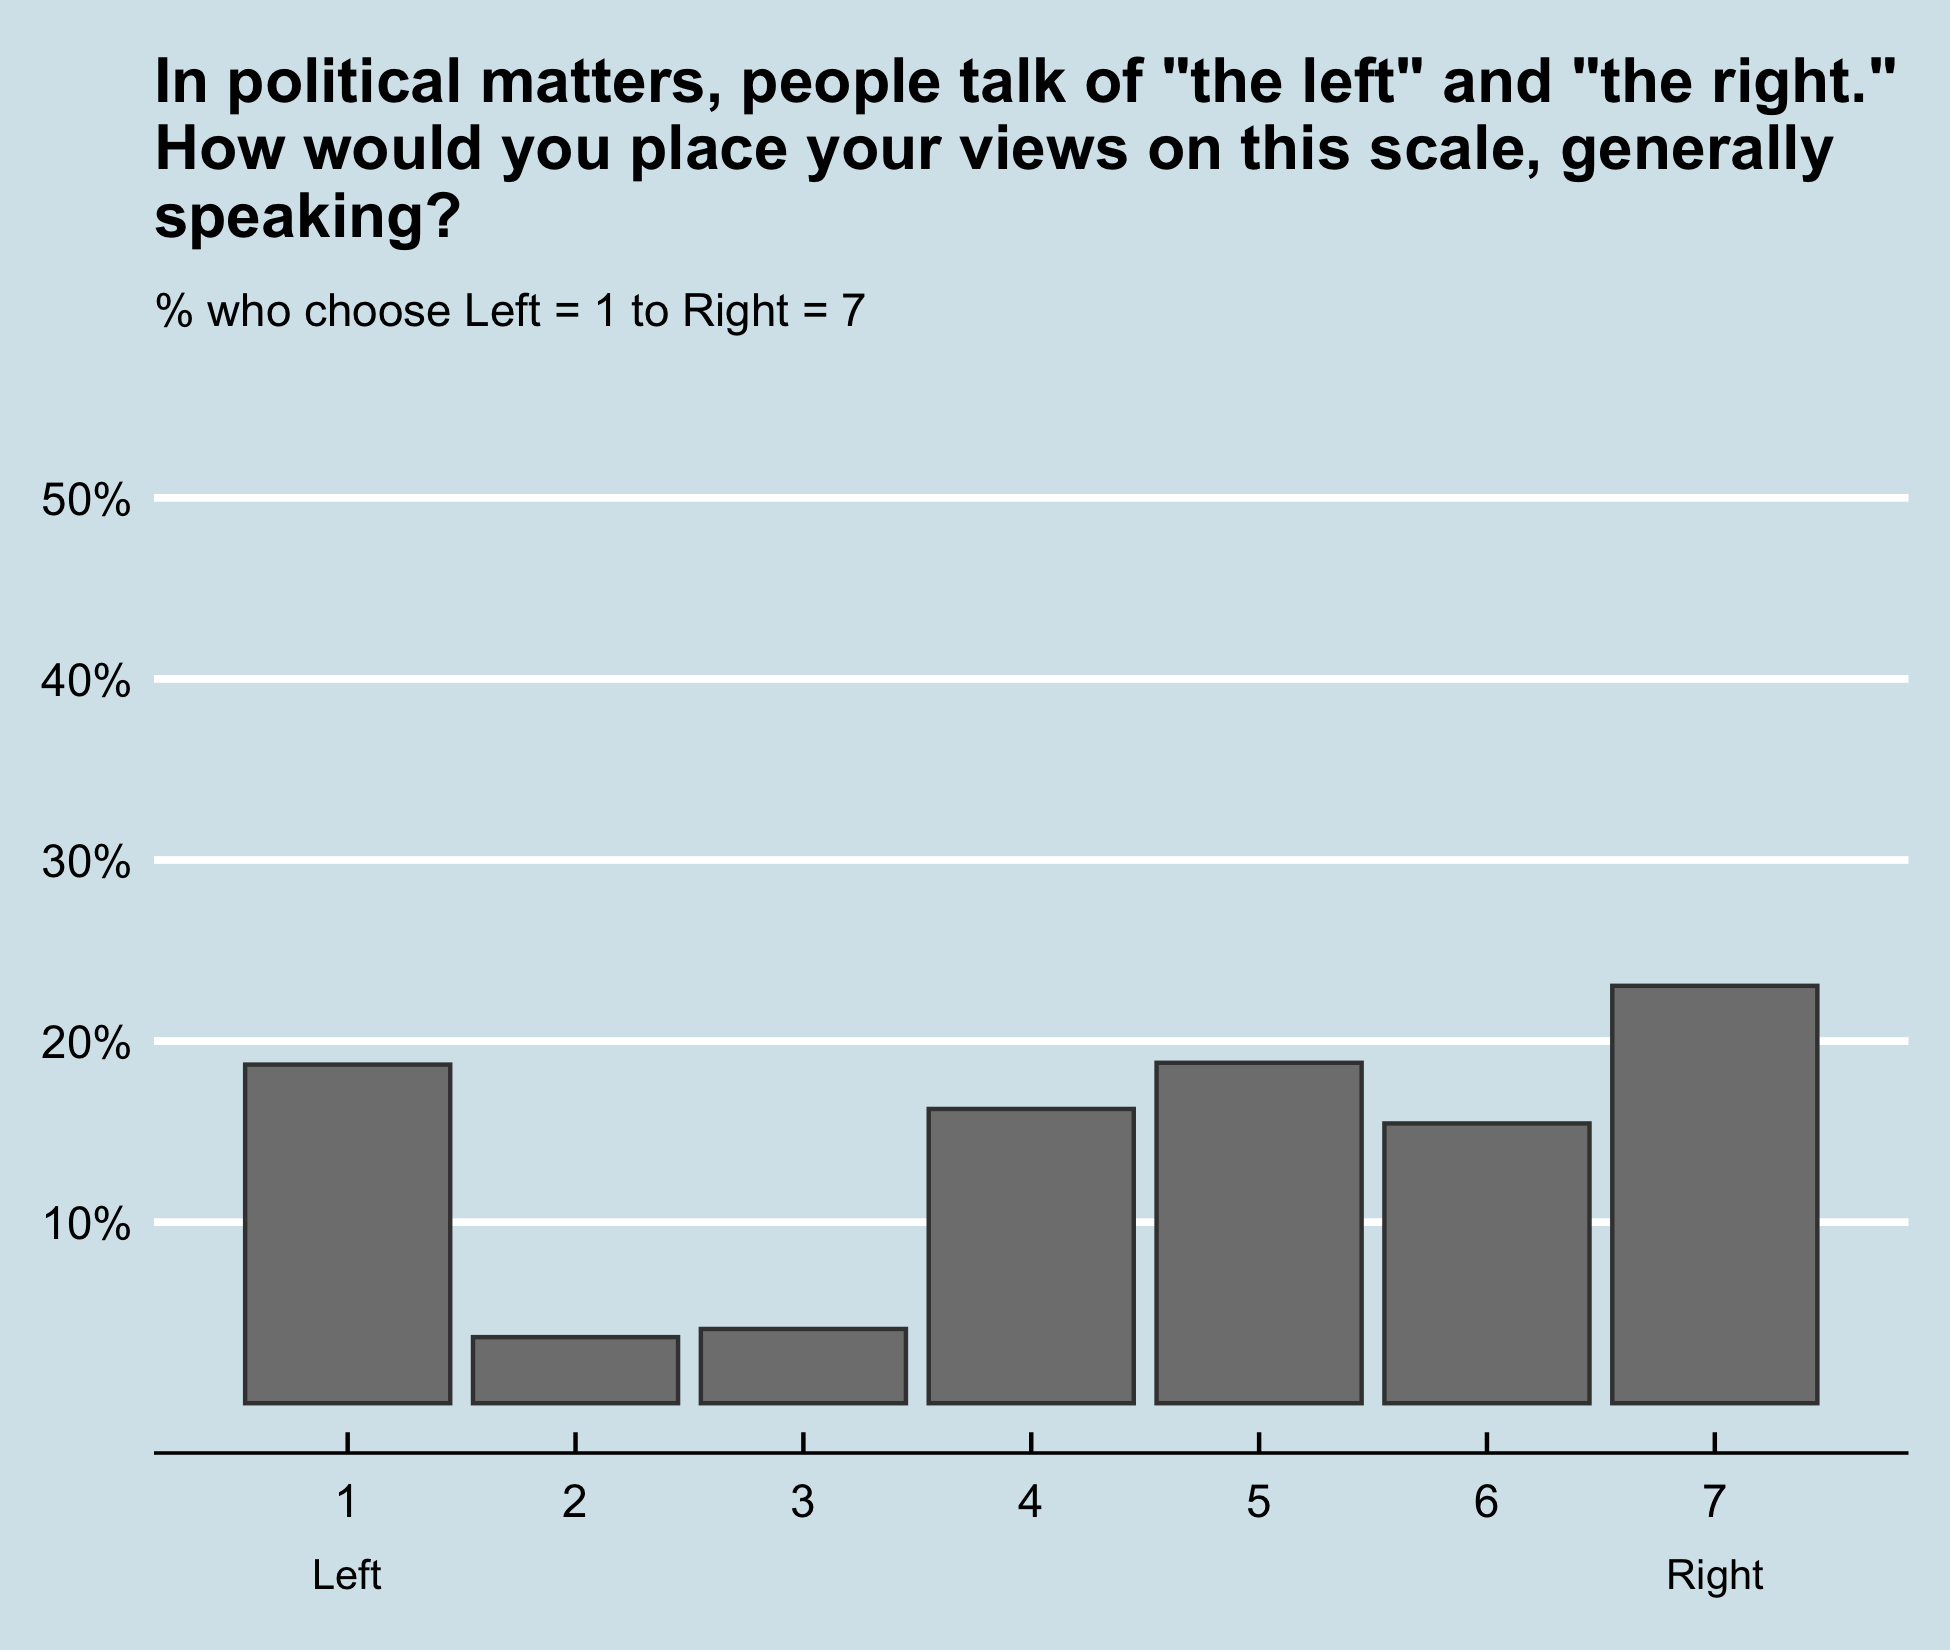 In political matters, people talk of "the left" and "the right."
How would you place your views on this scale, generally
speaking?
% who choose Left = 1 to Right = 7
50%
40%
30%
20%
10%
1 2 3 4 5 6 7
Left Right